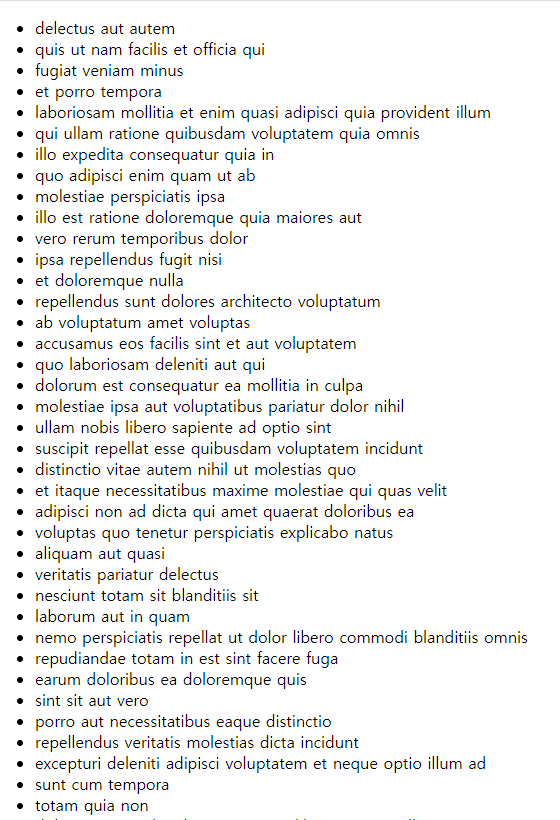 delectus aut autem
quis ut nam facilis et officia qui
fugiat veniam minus
et porro tempora
laboriosam mollitia et enim quasi adipisci quia provident illum
qui ullam ratione quibusdam voluptatem quia omnis
illo expedita consequatur quia in
quo adipisci enim quam ut ab
molestiae perspiciatis ipsa
illo est ratione doloremque quia maiores aut
vero rerum temporibus dolor
ipsa repellendus fugit nisi
et doloremque nulla
repellendus sunt dolores architecto voluptatum
ab voluptatum amet voluptas
accusamus eos facilis sint et aut voluptatem
quo laboriosam deleniti aut qui
dolorum est consequatur ea mollitia in culpa
molestiae ipsa aut voluptatibus pariatur dolor nihil
ullam nobis libero sapiente ad optio sint
suscipit repellat esse quibusdam voluptatem incidunt
distinctio vitae autem nihil ut molestias quo
et itaque necessitatibus maxime molestiae qui quas velit
adipisci non ad dicta qui amet quaerat doloribus ea
voluptas quo tenetur perspiciatis explicabo natus
aliquam aut quasi
veritatis pariatur delectus
nesciunt totam sit blanditiis sit
laborum aut in quam
nemo perspiciatis repellat ut dolor libero commodi blanditiis omnis
repudiandae totam in est sint facere fuga
earum doloribus ea doloremque quis
sint sit aut vero
porro aut necessitatibus eaque distinctio
repellendus veritatis molestias dicta incidunt
excepturi deleniti adipisci voluptatem et neque optio illum ad
sunt cum tempora
totam quia non